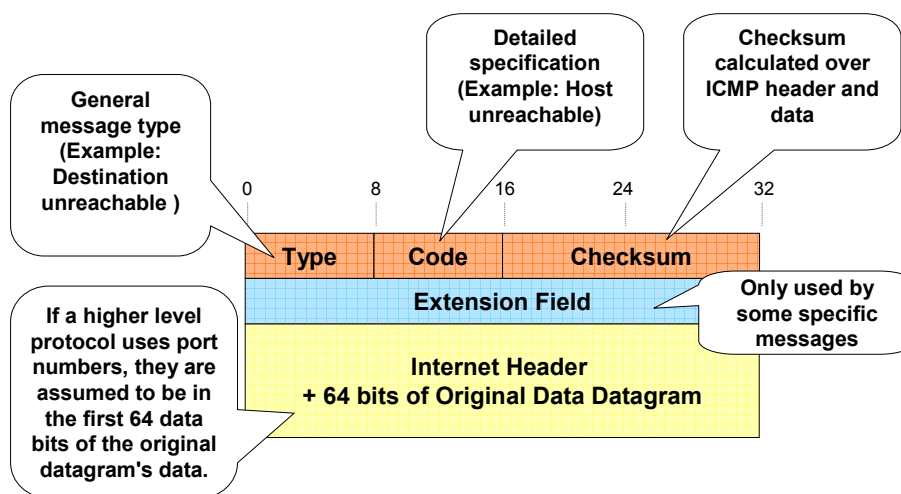 Detailed
specification
(Example: Host
unreachable)
Checksum
calculated over
ICMP header and
data
General
message type
(Example:
Destination
unreachable )
0 8 16 24 32
Type Code Checksum
Extension Field
Only used by
some specific
messages
If a higher level
protocol uses port
numbers, they are
assumed to be in
the first 64 data
bits of the original
datagram's data.
Internet Header
+ 64 bits of Original Data Datagram